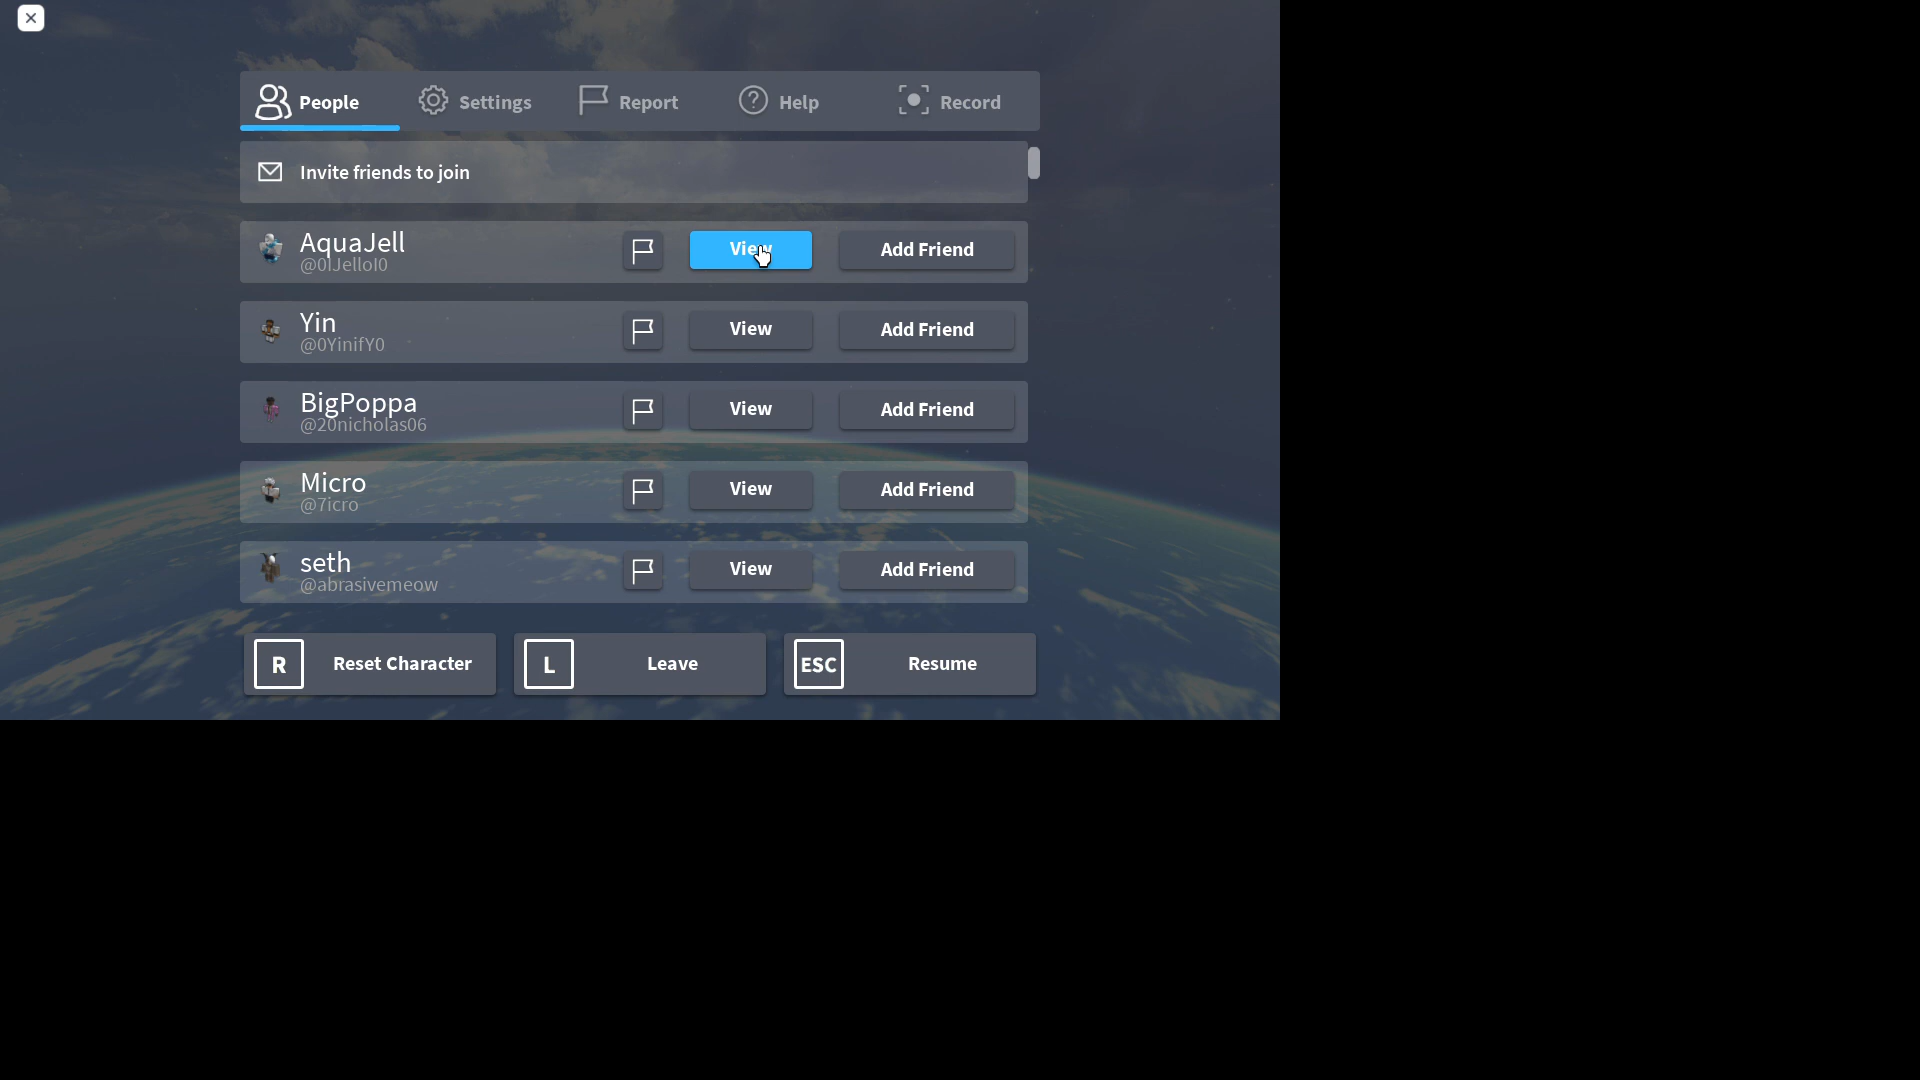 People
Settings
Report
Help
Record
Invite friends to join
AquaJell
View
Add Friend
Yin
@0YinifY0
View
Add Friend
BigPoppa
@20nicholas06
View
Add Friend
Micro
@7icro
View
Add Friend
seth
@abrasivemeow
View
Add Friend
R Reset Character
L Leave
ESC Resume